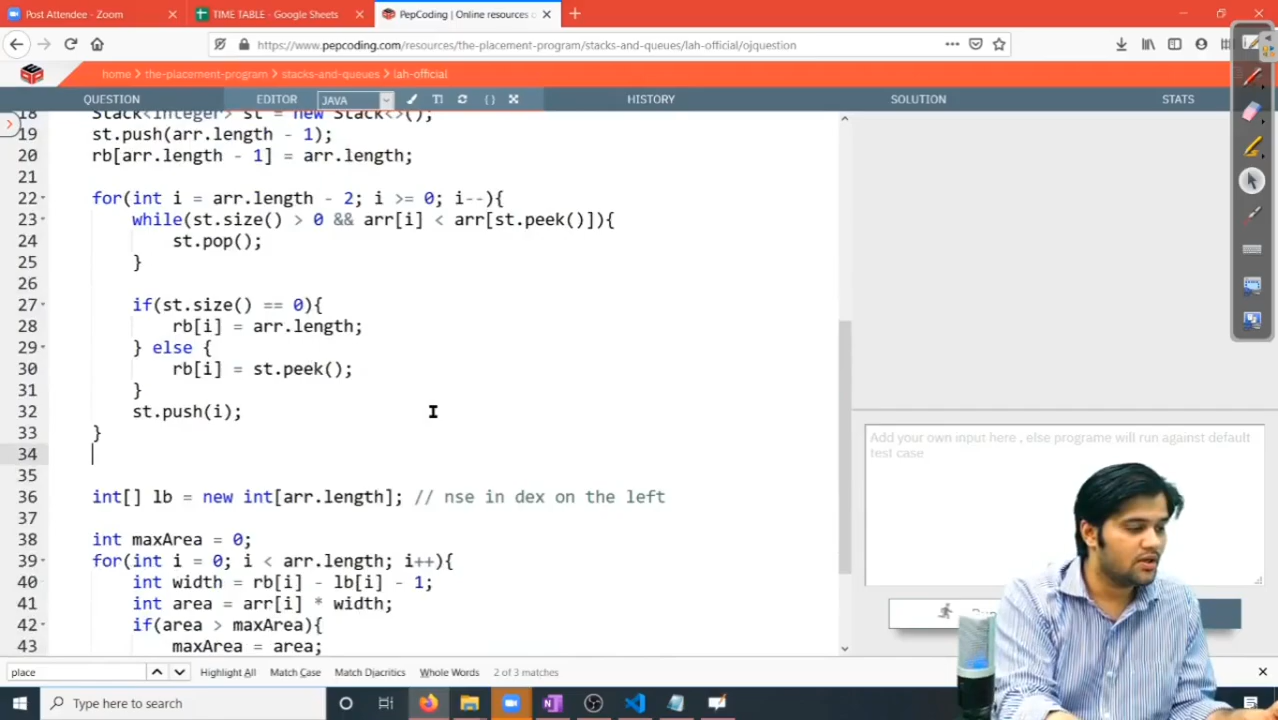 Post Attendee - Zoom
TIME TABLE - Google Sheets
PepCoding | Online resources
https://www.pepcoding.com/resources/the-placement-program/stacks-and-queues/lah-official/ojquestion
home > the-placement-program > stacks-and-queues > lah-official
QUESTION EDITOR JAVA HISTORY SOLUTION STATS
18 Stack<Integer> st = new Stack<>();
19 st.push(arr.length - 1);
20 rb[arr.length - 1] = arr.length;
21
22 for(int i = arr.length - 2; i >= 0; i--){
23 while(st.size() > 0 && arr[i] < arr[st.peek()]){
24 st.pop();
25 }
26
27 if(st.size() == 0){
28 rb[i] = arr.length;
29 } else {
30 rb[i] = st.peek();
31 }
32 st.push(i);
33 }
34
35
36 int[] lb = new int[arr.length]; // nse in dex on the left
37
38 int maxArea = 0;
39 for(int i = 0; i < arr.length; i++){
40 int width = rb[i] - lb[i] - 1;
41 int area = arr[i] * width;
42 if(area > maxArea){
43 maxArea = area;
Add your own input here , else programe will run against default
test case
place Highlight All Match Case Match Diacritics Whole Words 2 of 3 matches
Type here to search